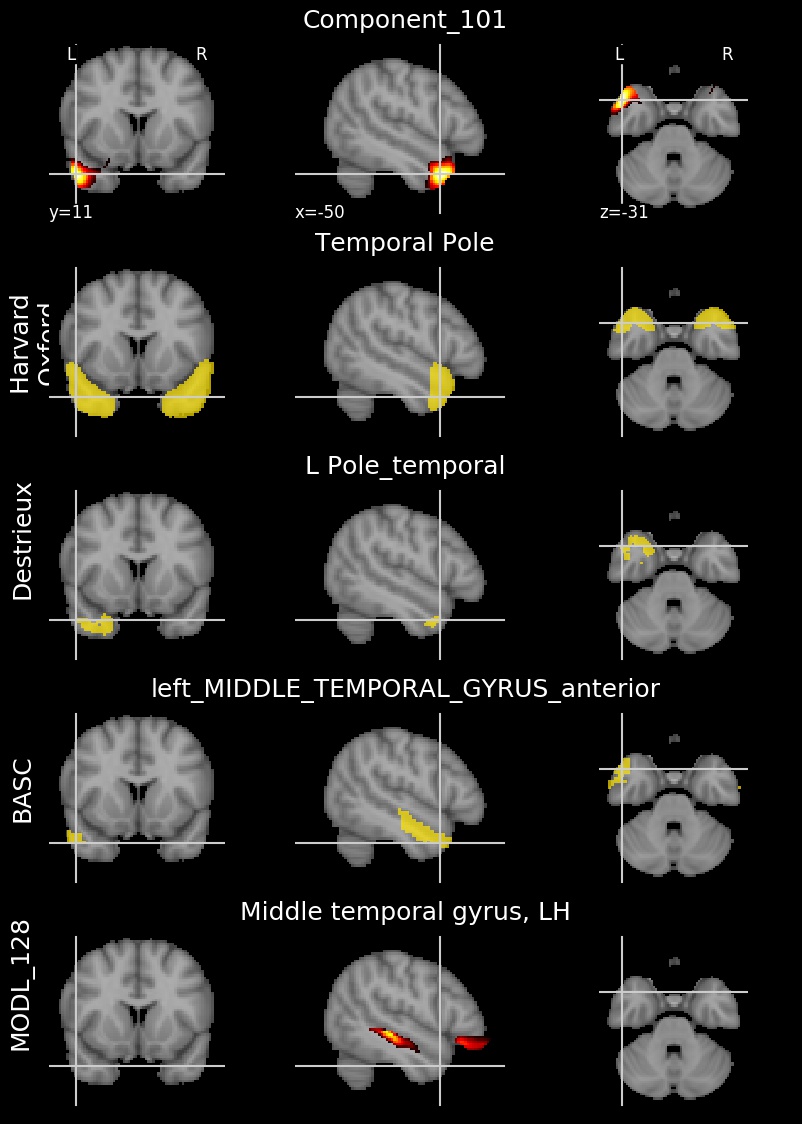 Component_101
L
R
L
R
y=11
x=-50
z=-31
Temporal Pole
Harvard
Oxford
L Pole_temporal
Destrieux
left_MIDDLE_TEMPORAL_GYRUS_anterior
BASC
Middle temporal gyrus, LH
MODL_128